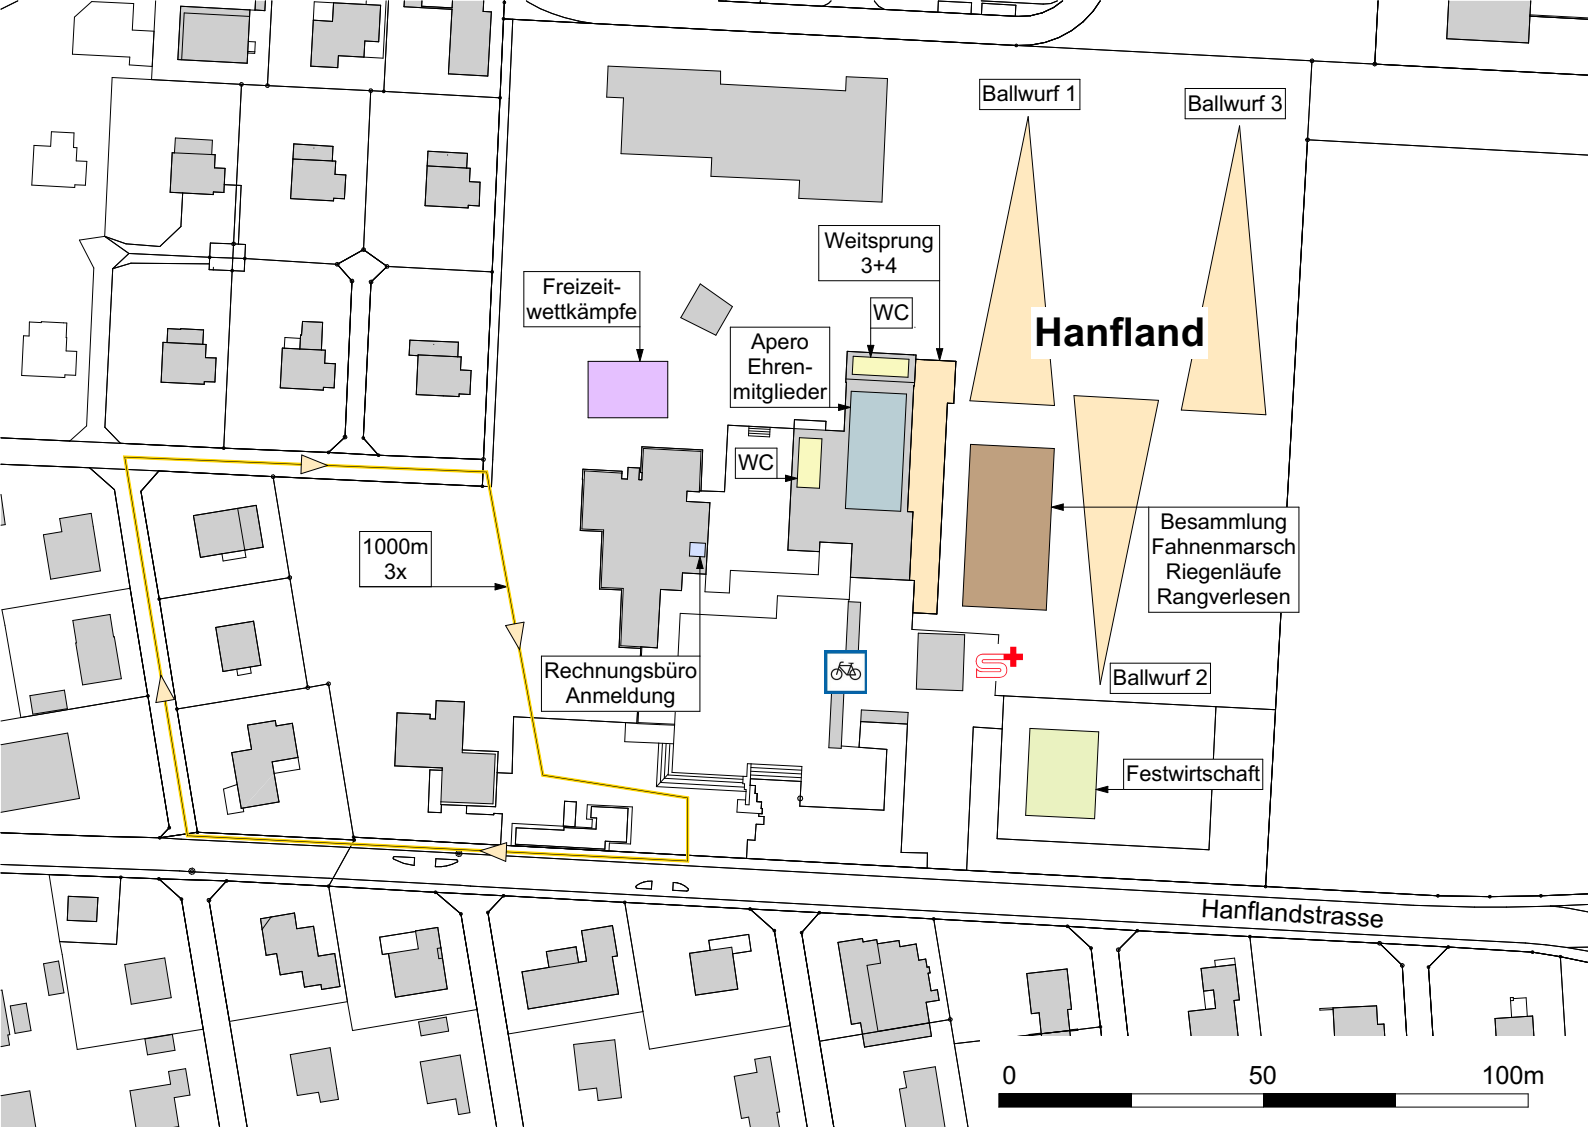 Ballwurf 1
Ballwurf 3
Weitsprung
3+4
Freizeit-
wettkämpfe
WC
Hanfland
Apero
Ehren-
mitglieder
WC
1000m
3x
Besammlung
Fahnenmarsch
Riegenläufe
Rangverlesen
Rechnungsbüro
Anmeldung
S
Ballwurf 2
Festwirtschaft
Hanflandstrasse
0
50
100m